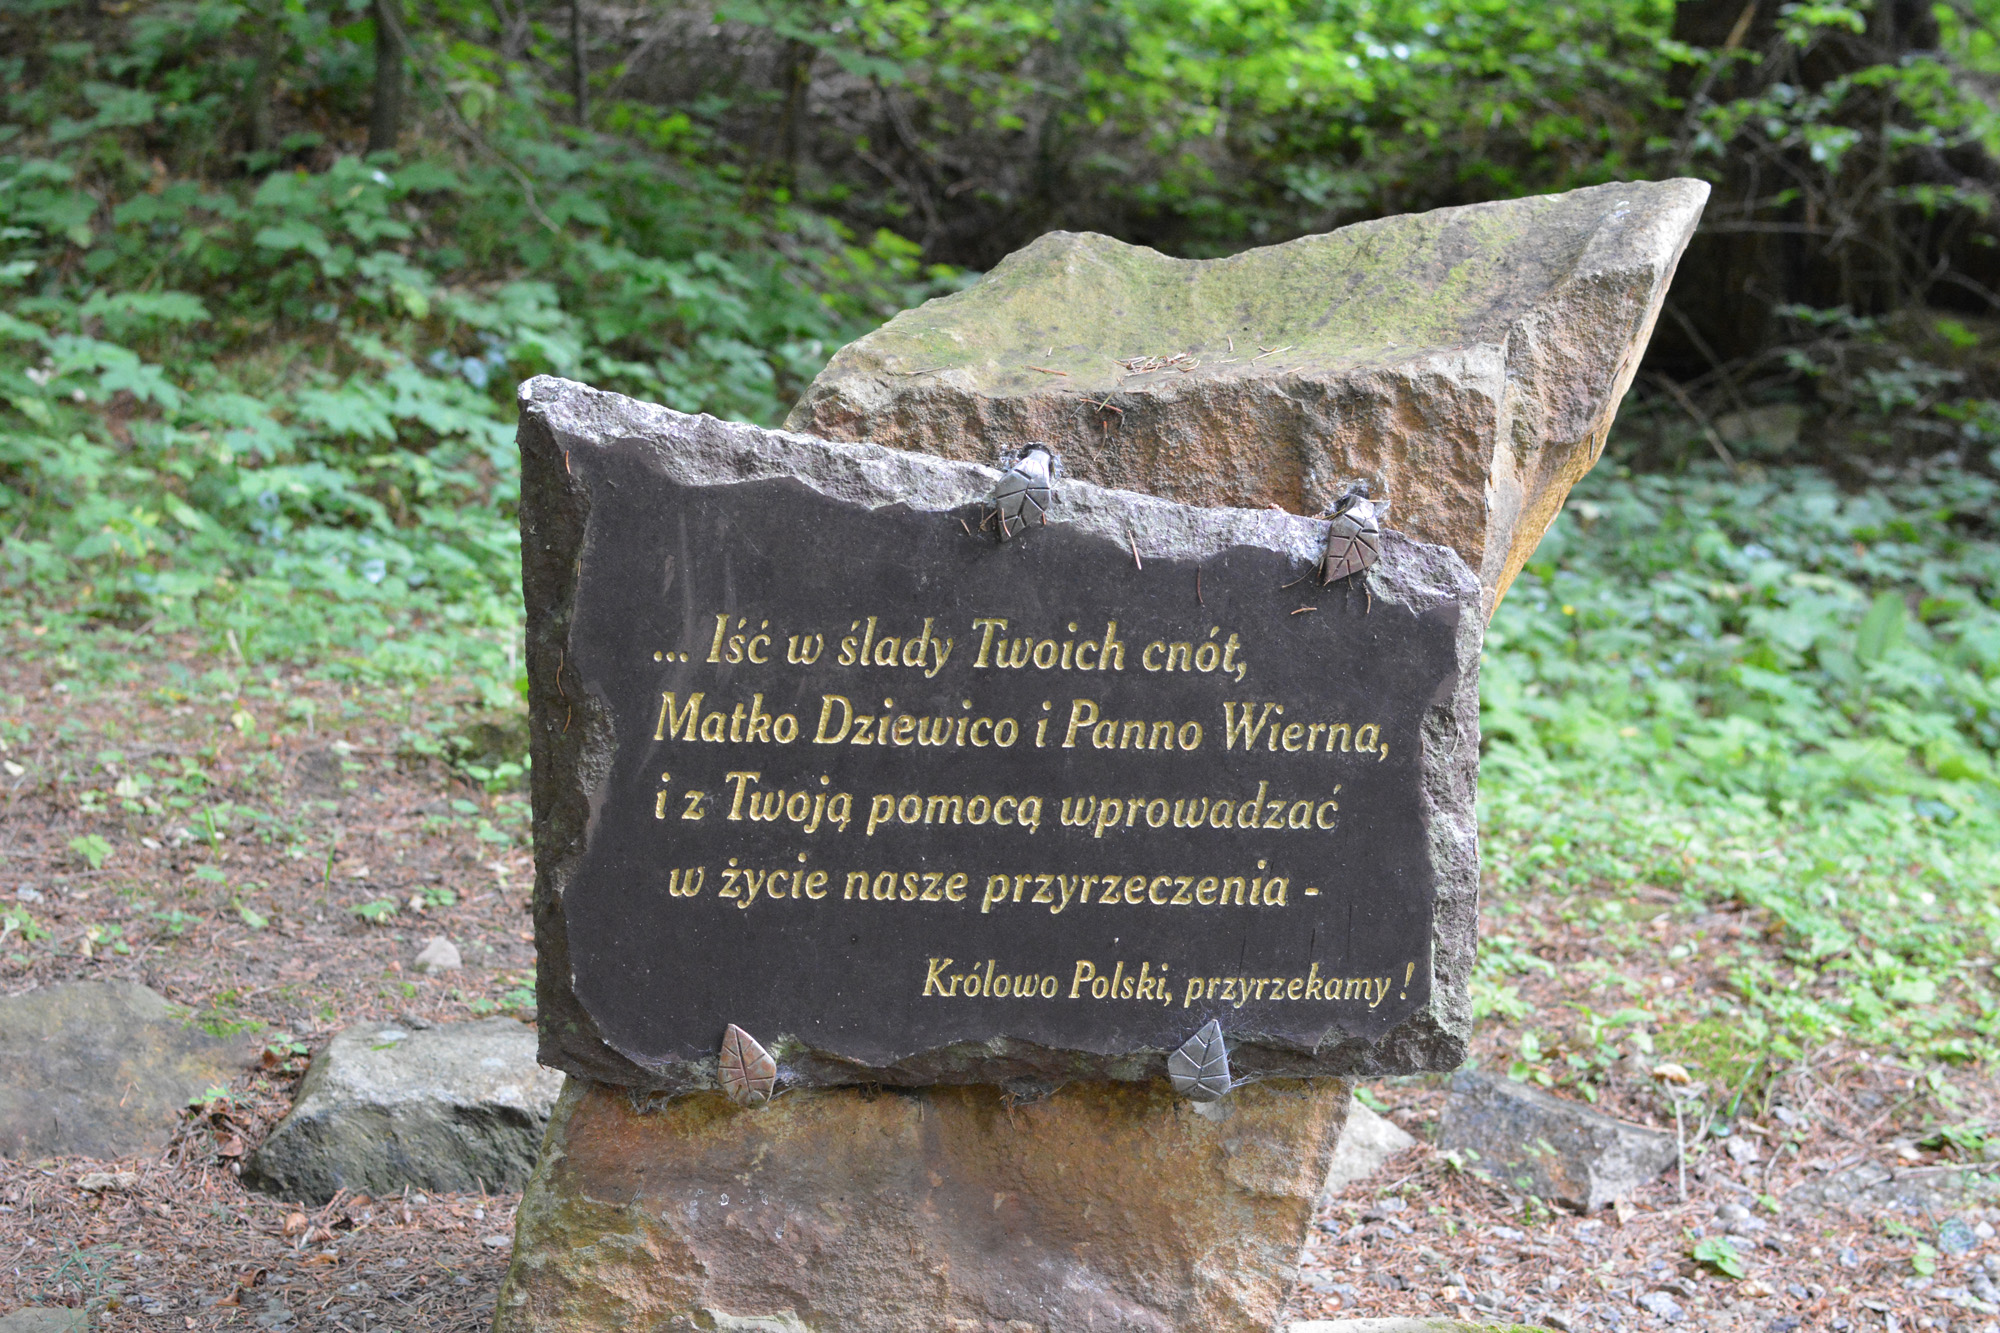 ... Iść w ślady Twoich cnót,
Matko Dziewico i Panno Wierna,
i z Twoją pomocą wprowadzać
w życie nasze przyrzeczenia -
Królowo Polski, przyrzekamy !